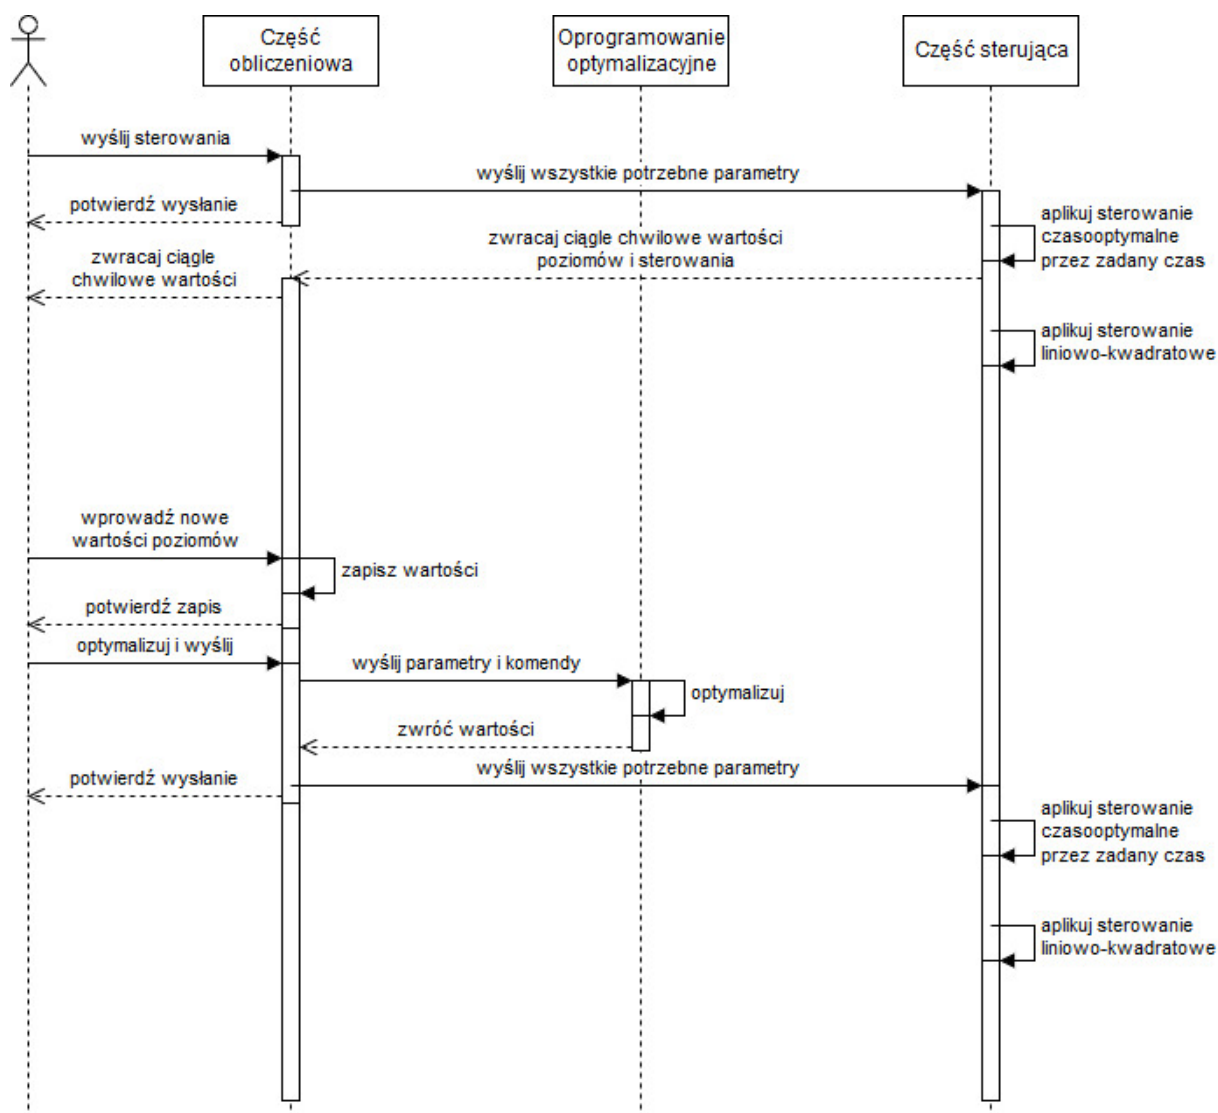 Część
obliczeniowa
Oprogramowanie
optymalizacyjne
Część sterująca
wyślij sterowania
wyślij wszystkie potrzebne parametry
potwierdź wysłanie
aplikuj sterowanie
czasooptymalne
przez zadany czas
zwracaj ciągle chwilowe wartości
poziomów i sterowania
zwracaj ciągle
chwilowe wartości
aplikuj sterowanie
liniowo-kwadratowe
wprowadź nowe
wartości poziomów
zapisz wartości
potwierdź zapis
optymalizuj i wyślij
wyślij parametry i komendy
optymalizuj
zwróć wartości
wyślij wszystkie potrzebne parametry
potwierdź wysłanie
aplikuj sterowanie
czasooptymalne
przez zadany czas
aplikuj sterowanie
liniowo-kwadratowe